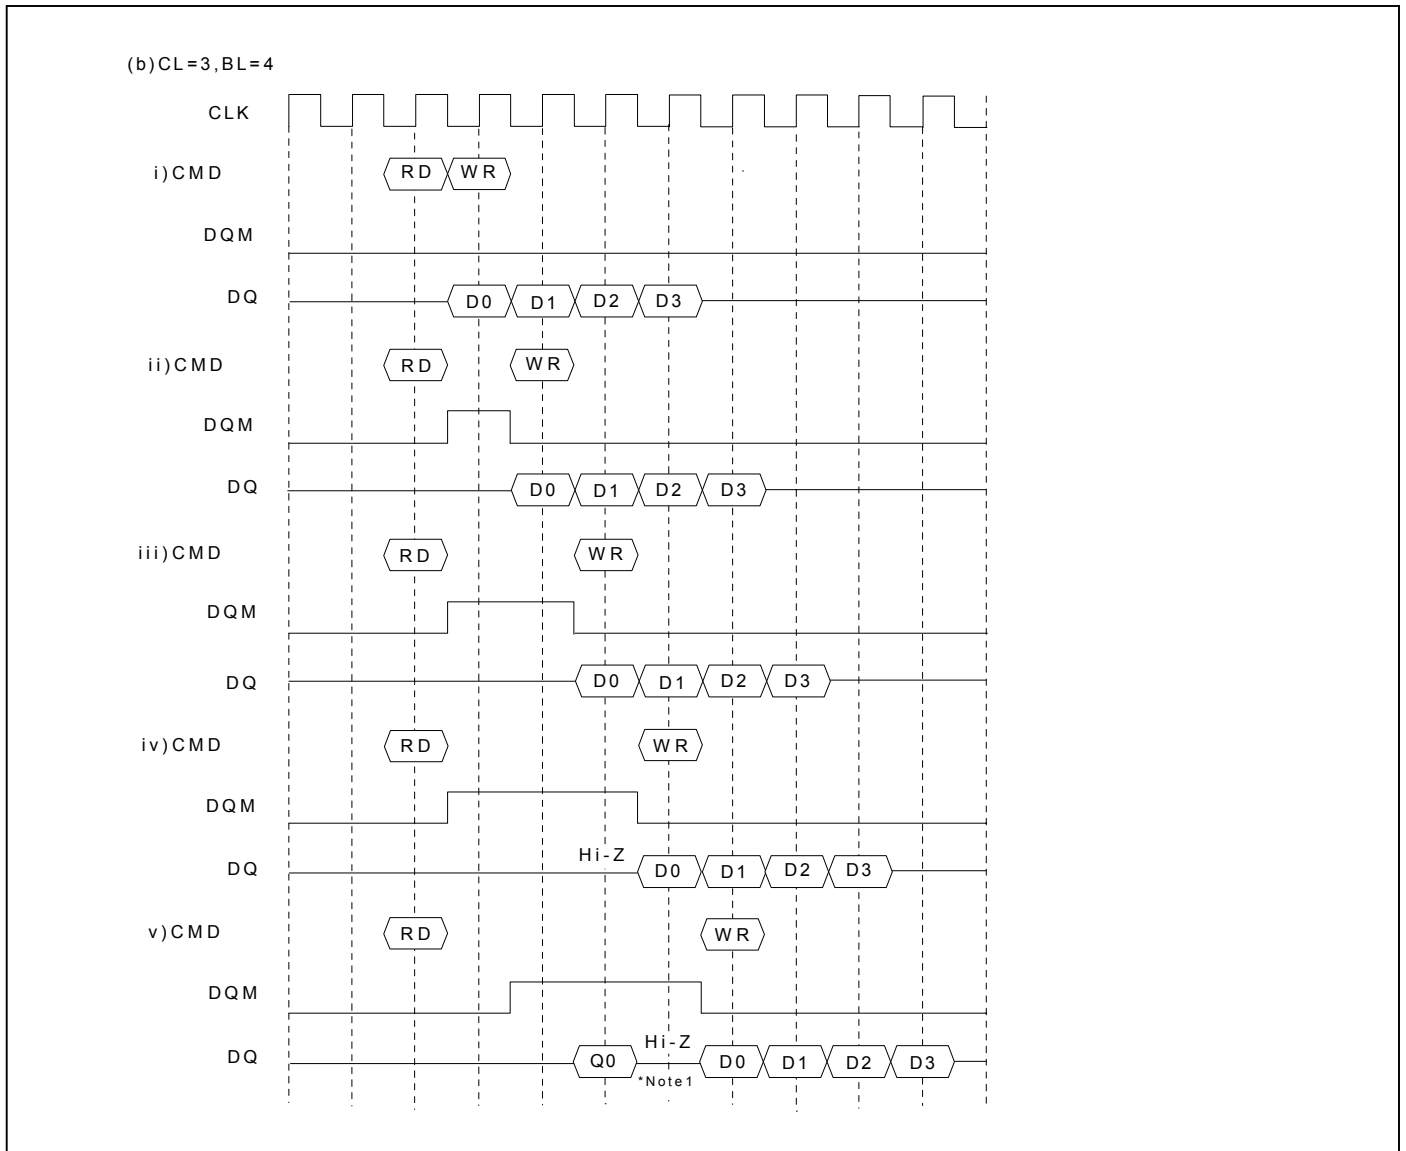 (b)CL=3,BL=4
CLK
i)CMD RD WR
DQM
DQ D0 D1 D2 D3
ii)CMD RD WR
DQM
DQ D0 D1 D2 D3
iii)CMD RD WR
DQM
DQ D0 D1 D2 D3
iv)CMD RD WR
DQM
Hi-Z
DQ D0 D1 D2 D3
v)CMD RD WR
DQM
Hi-Z
DQ Q0 D0 D1 D2 D3
*Note1